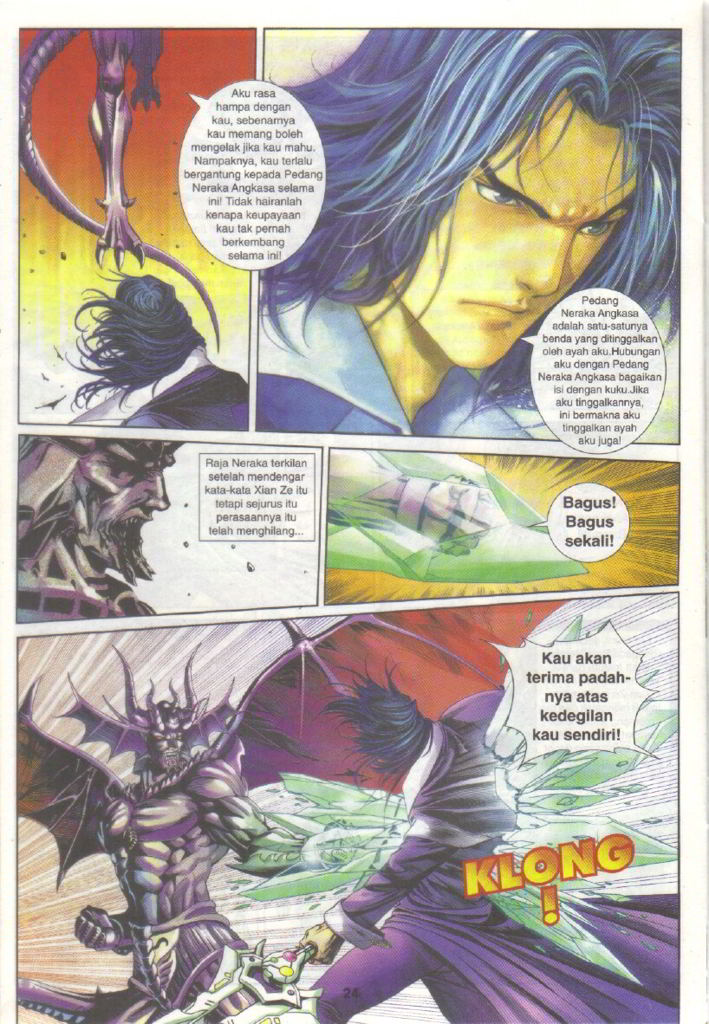 Aku rasa
hampa dengan
kau, sebenarnya
kau memang boleh
mengelak jika kau mahu.
Nampaknya, kau terlalu
bergantung kepada Pedang
Neraka Angkasa selama
ini! Tidak hairanlah
kenapa keupayaan
kau tak pernah
berkembang
selama ini!
Pedang
Neraka Angkasa
adalah satu-satunya
benda yang ditinggalkan
oleh ayah aku.Hubungan
aku dengan Pedang
Neraka Angkasa bagaikan
isi dengan kuku.Jika
aku tinggalkannya,
ini bermakna aku
tinggalkan ayah
aku juga!
Raja Neraka terkilan
setelah mendengar
kata-kata Xian Ze itu
tetapi sejurus itu
perasaannya itu
telah menghilang...
Bagus!
Bagus
sekali!
Kau akan
terima padah-
nya atas
kedegilan
kau sendiri!
KLONG
!
24